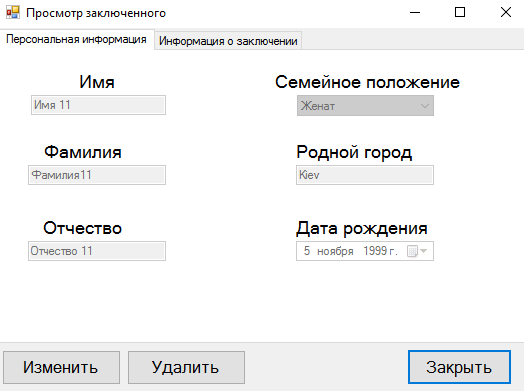 Просмотр заключенного
Персональная информация Информация о заключении
Имя Семейное положение
Имя 11 Женат
Фамилия Родной город
Фамилия11 Kiev
Отчество Дата рождения
Отчество 11 5 ноября 1999 г.
Изменить Удалить Закрыть